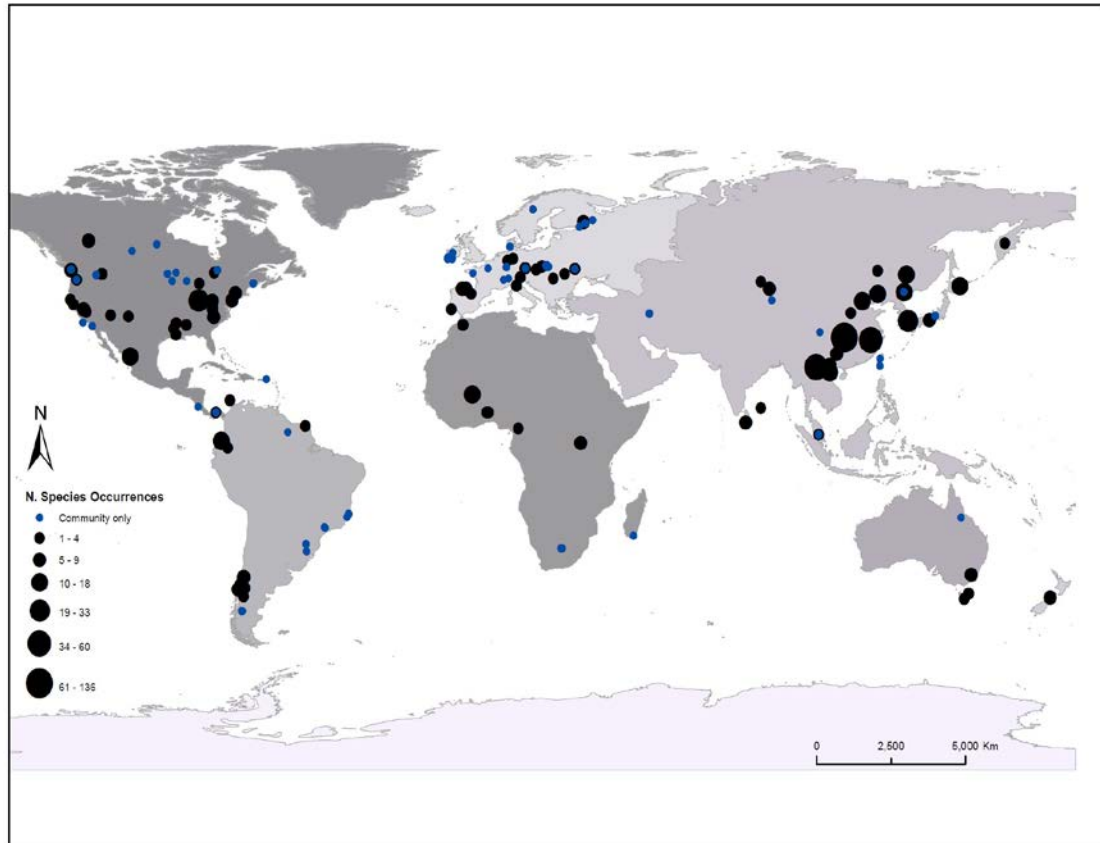 N
N. Species Occurrences
Community only
1 - 4
5 - 9
10 - 18
19 - 33
34 - 60
61 - 136
0 2,500 5,000 Km